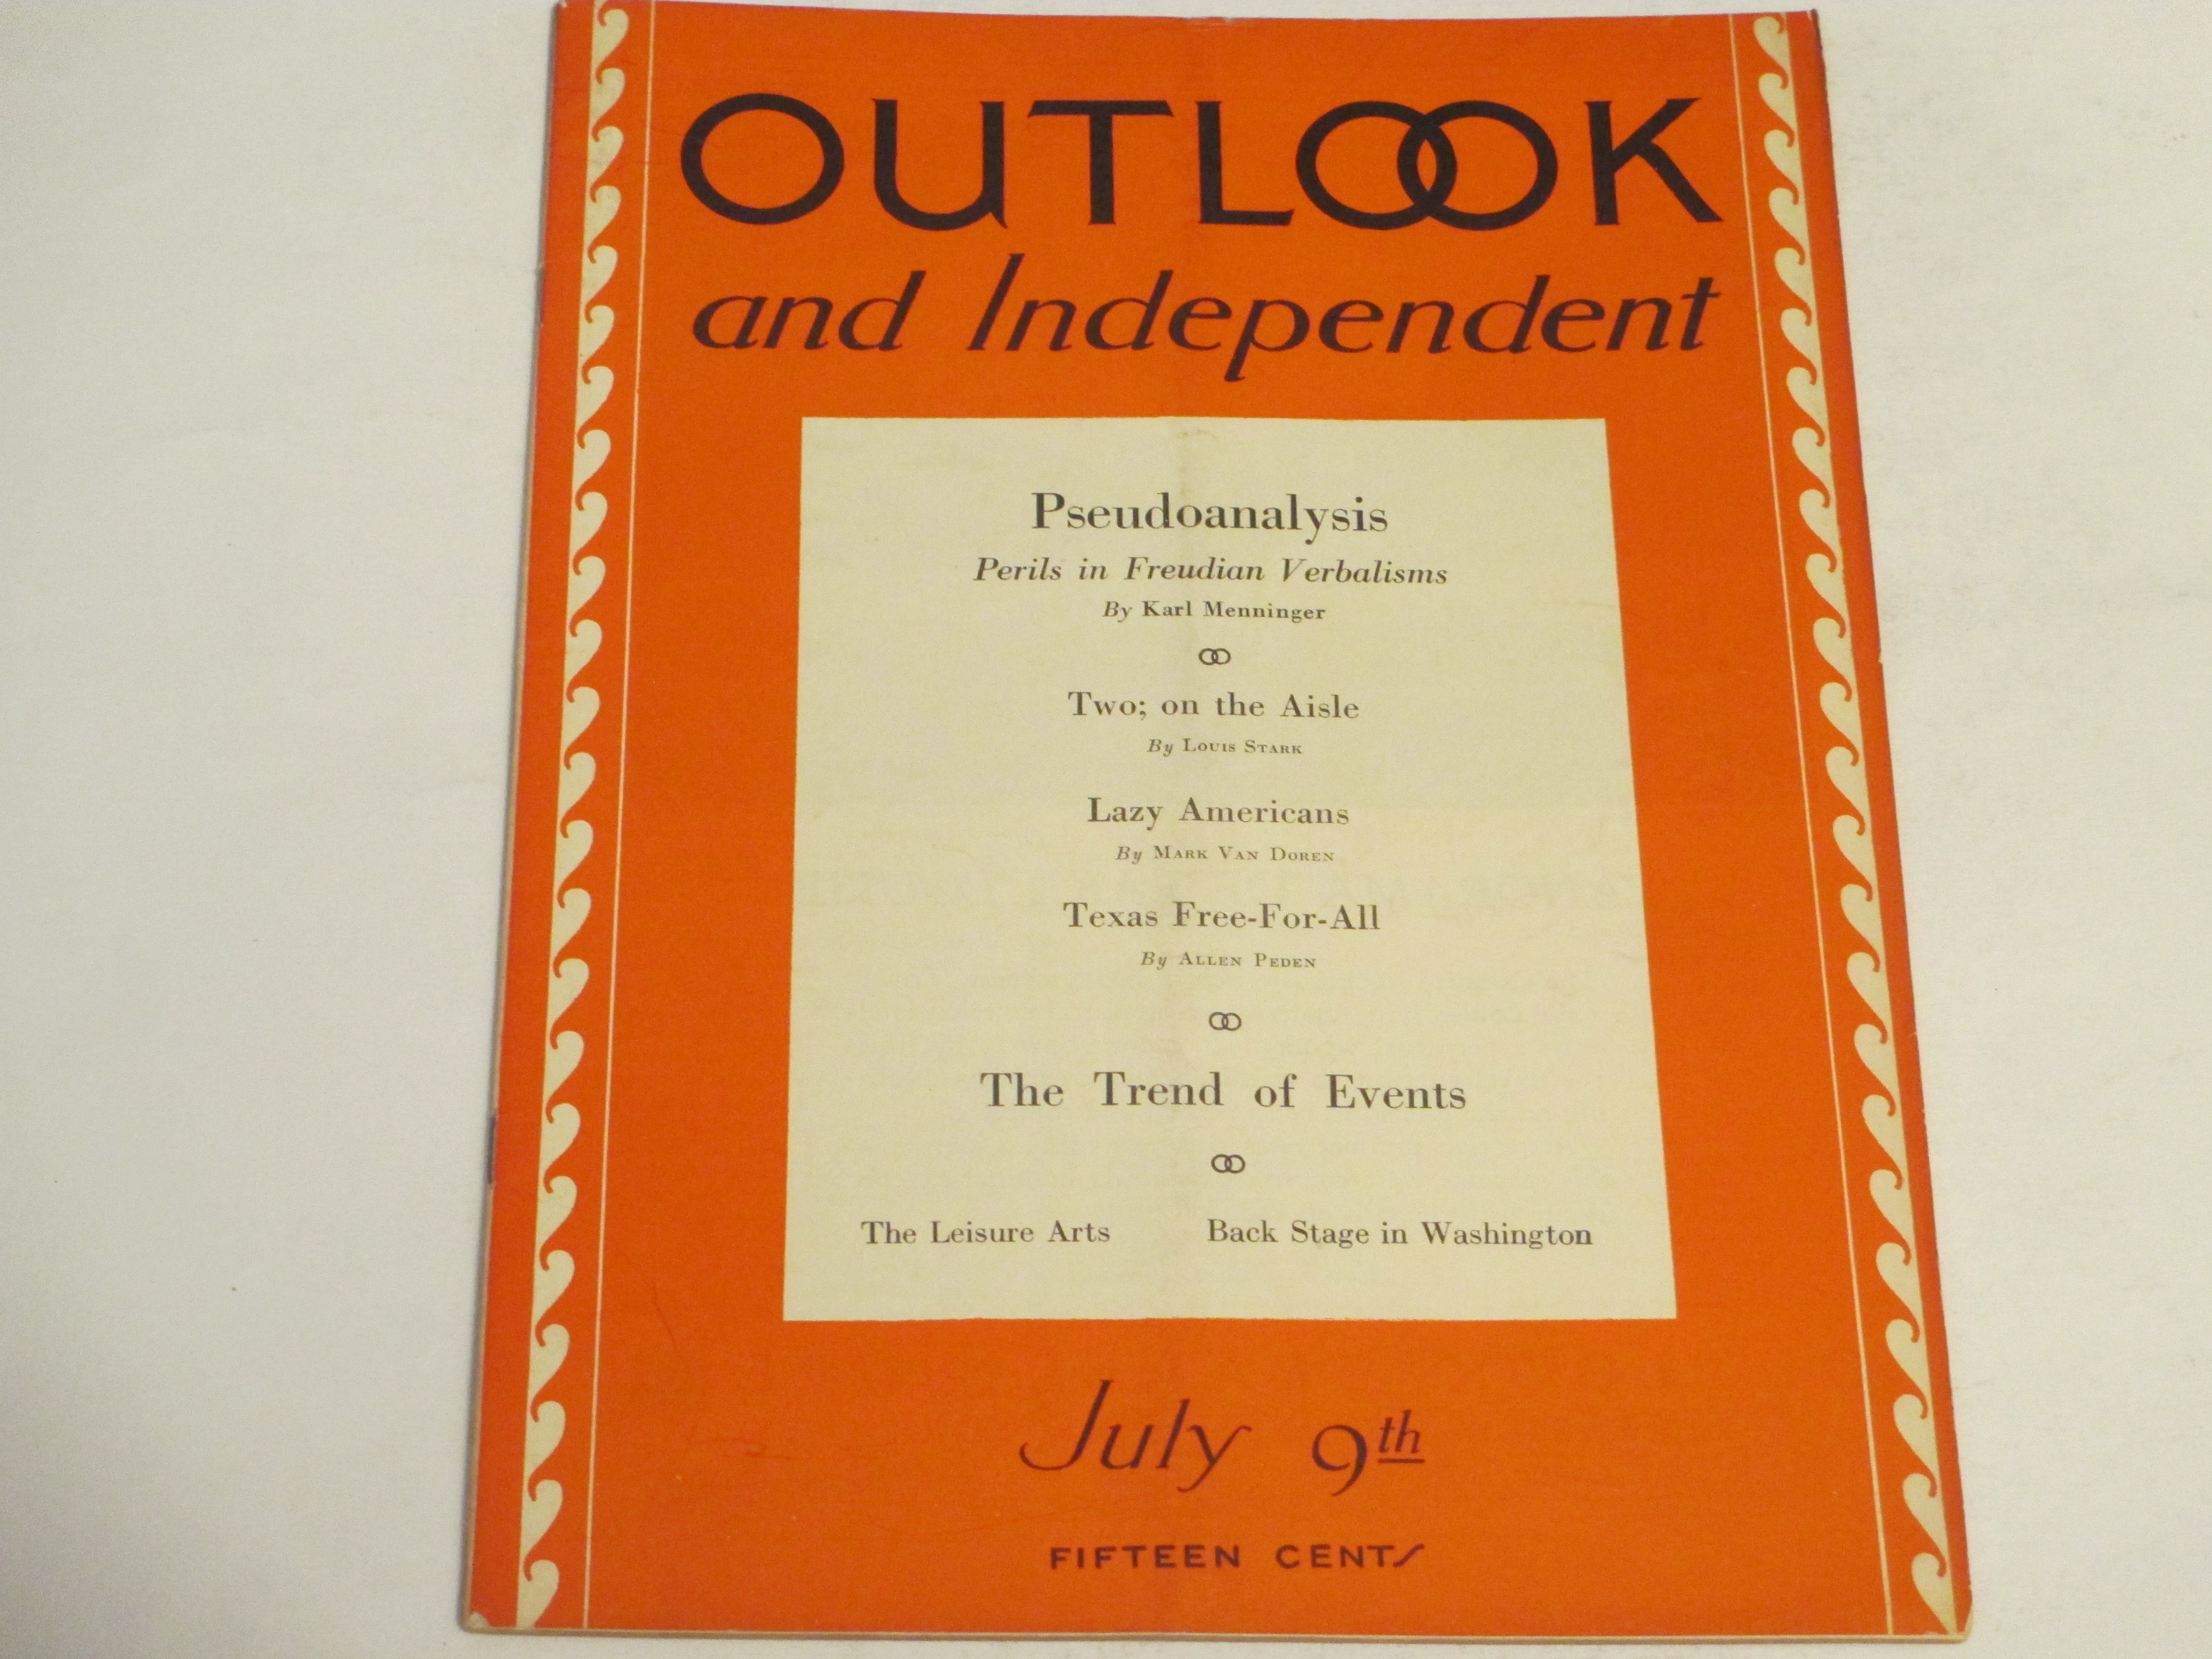 OUTLOOK
and Independent
Pseudoanalysis
Perils in Freudian Verbalisms
By Karl Menninger
Two; on the Aisle
By Louis Stark
Lazy Americans
By Mark Van Doren
Texas Free-For-All
By Allen Peden
The Trend of Events
The Leisure Arts Back Stage in Washington
July 9th
FIFTEEN CENTS